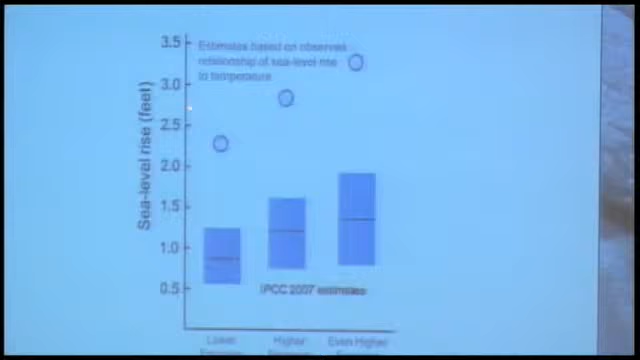 3.5
Estimates based on observed
relationship of sea-level rise
to temperature
3.0
2.5
2.0
1.5
1.0
0.5
Sea-level rise (feet)
IPCC 2007 estimates
Lower
Higher
Even Higher